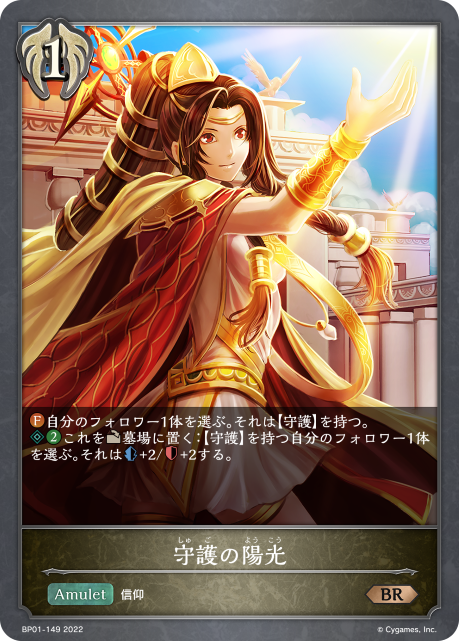 1
F 自分のフォロワー1体を選ぶ。それは【守護】を持つ。
2 これを墓場に置く:【守護】を持つ自分のフォロワー1体
を選ぶ。それは+2/+2する。
しゅ ご ようこう
守護の陽光
Amulet 信仰 BR
BP01-149 2022 © Cygames, Inc.